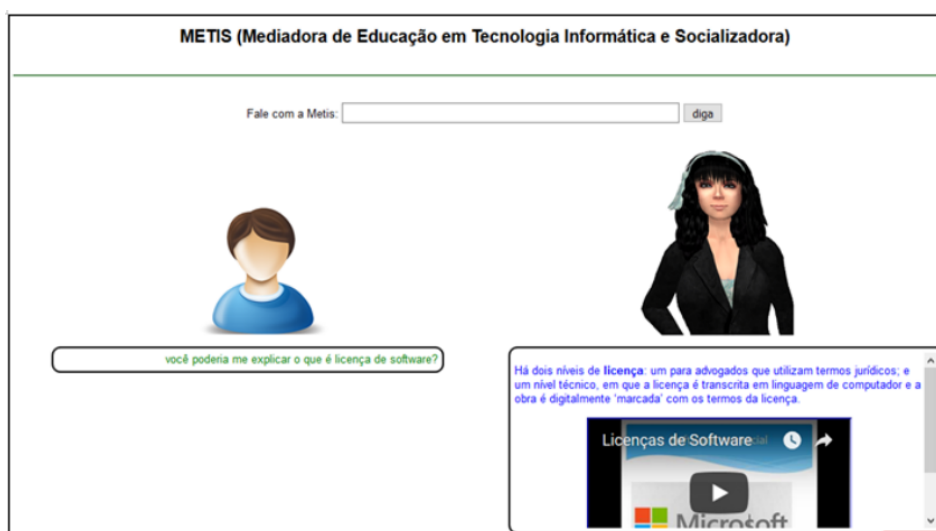 METIS (Mediadora de Educação em Tecnologia Informática e Socializadora)
Fale com a Metis:
diga
você poderia me explicar o que é licença de software?
Há dois níveis de licença: um para advogados que utilizam termos jurídicos; e
um nível técnico, em que a licença é transcrita em linguagem de computador e a
obra é digitalmente 'marcada' com os termos da licença.
Licenças de Software
Microsoft